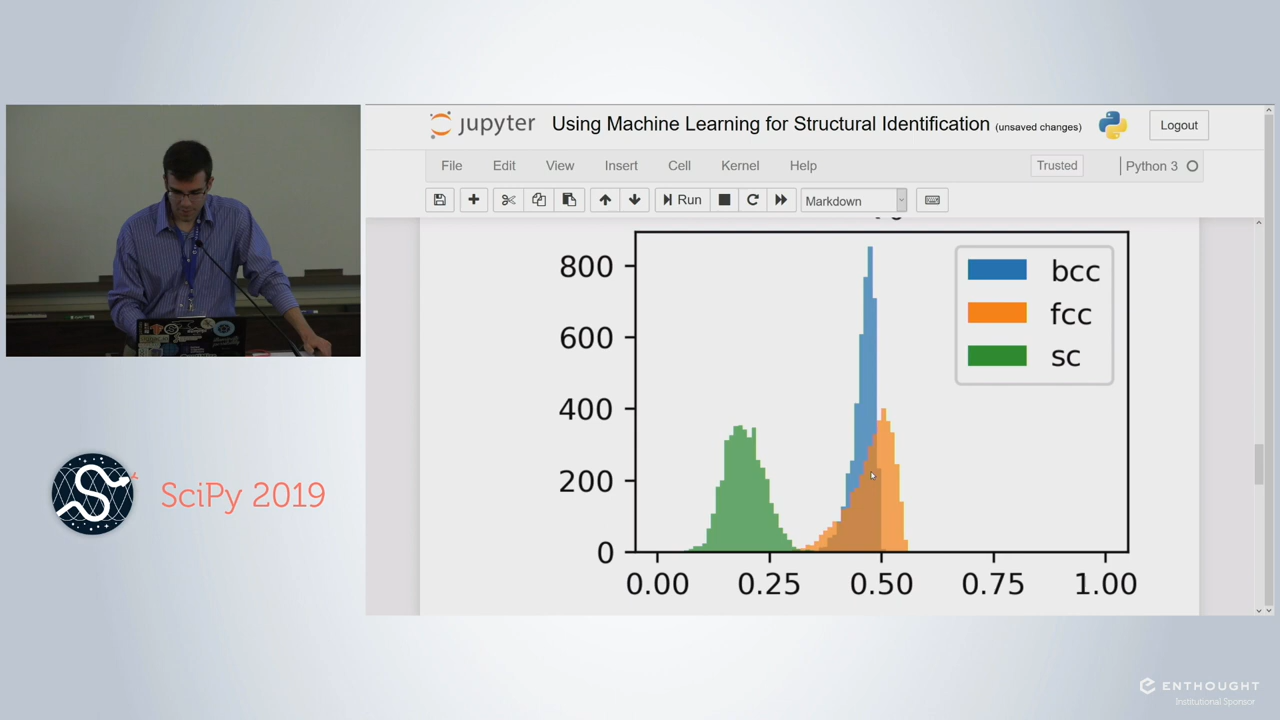 jupyter Using Machine Learning for Structural Identification (unsaved changes) Logout
File Edit View Insert Cell Kernel Help Trusted Python 3
Run Markdown
800
600
400
200
0
0.00 0.25 0.50 0.75 1.00
bcc
fcc
sc
SciPy 2019
ENTHOUGHT
Institutional Sponsor